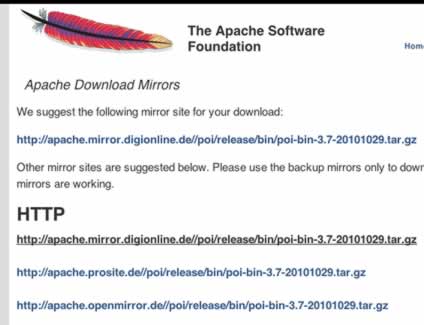 The Apache Software
Foundation
Home
Apache Download Mirrors
We suggest the following mirror site for your download:
http://apache.mirror.digionline.de//poi/release/bin/poi-bin-3.7-20101029.tar.gz
Other mirror sites are suggested below. Please use the backup mirrors only to down
mirrors are working.
HTTP
http://apache.mirror.digionline.de//poi/release/bin/poi-bin-3.7-20101029.tar.gz
http://apache.prosite.de//poi/release/bin/poi-bin-3.7-20101029.tar.gz
http://apache.openmirror.de//poi/release/bin/poi-bin-3.7-20101029.tar.gz